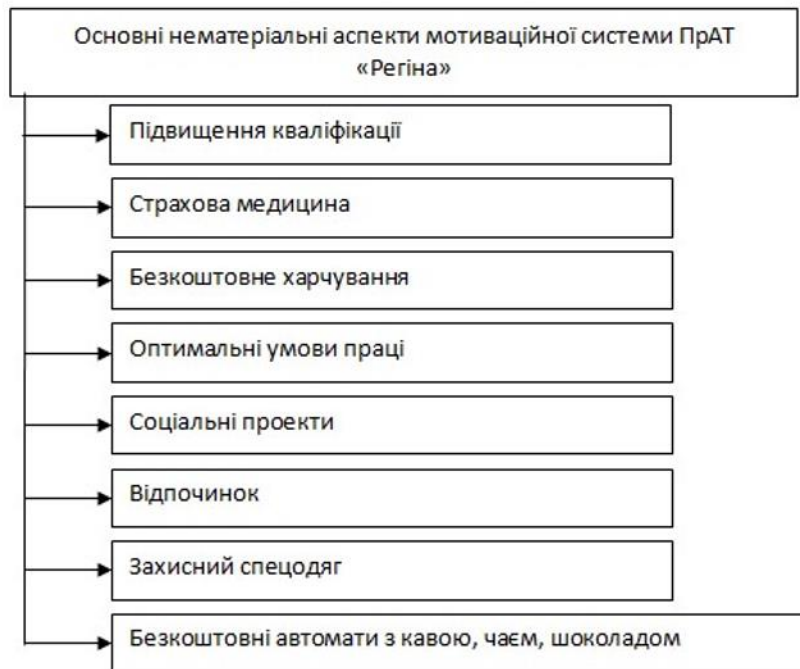 Основні нематеріальні аспекти мотиваційної системи ПрАТ
«Регіна»
Підвищення кваліфікації
Страхова медицина
Безкоштовне харчування
Оптимальні умови праці
Соціальні проекти
Відпочинок
Захисний спецодяг
Безкоштовні автомати з кавою, чаєм, шоколадом